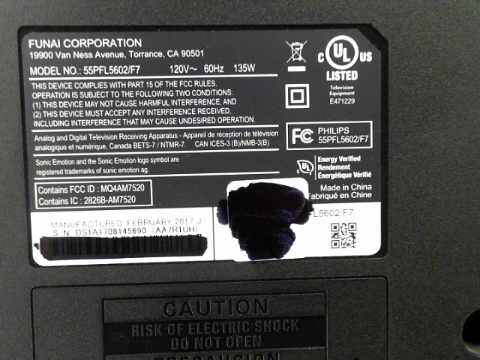 FUNAI CORPORATION
19900 Van Ness Avenue, Torrance, CA 90501
MODEL NO.: 55PFL5602/F7 120V~ 60Hz 135W
THIS DEVICE COMPLIES WITH PART 15 OF THE FCC RULES.
OPERATION IS SUBJECT TO THE FOLLOWING TWO CONDITIONS:
(1) THIS DEVICE MAY NOT CAUSE HARMFUL INTERFERENCE, AND
(2) THIS DEVICE MUST ACCEPT ANY INTERFERENCE RECEIVED,
INCLUDING INTERFERENCE THAT MAY CAUSE UNDESIRED OPERATION.
Analog and Digital Television Receiving Apparatus - Appareil de réception de télévision
analogique et numérique, Canada BETS-7 / NTMR-7. CAN ICES-3 (B)/NMB-3(B)
Sonic Emotion and the Sonic Emotion logo symbol are
registered trademarks of sonic emotion ag.
Contains FCC ID : MQ4AM7520
Contains IC : 2826B-AM7520
C UL US
LISTED
Television
Equipment
E471229
FC PHILIPS
55PFL5602/F7
UL Energy Verified
Rendement
Énergétique Vérifié
Made in China
Fabriqué en Chine
MANUFACTURED: FEBRUARY 2017 J
S/N: DS1A1708145690 (AA7R1UH)
FL5602/F7
CAUTION
RISK OF ELECTRIC SHOCK
DO NOT OPEN